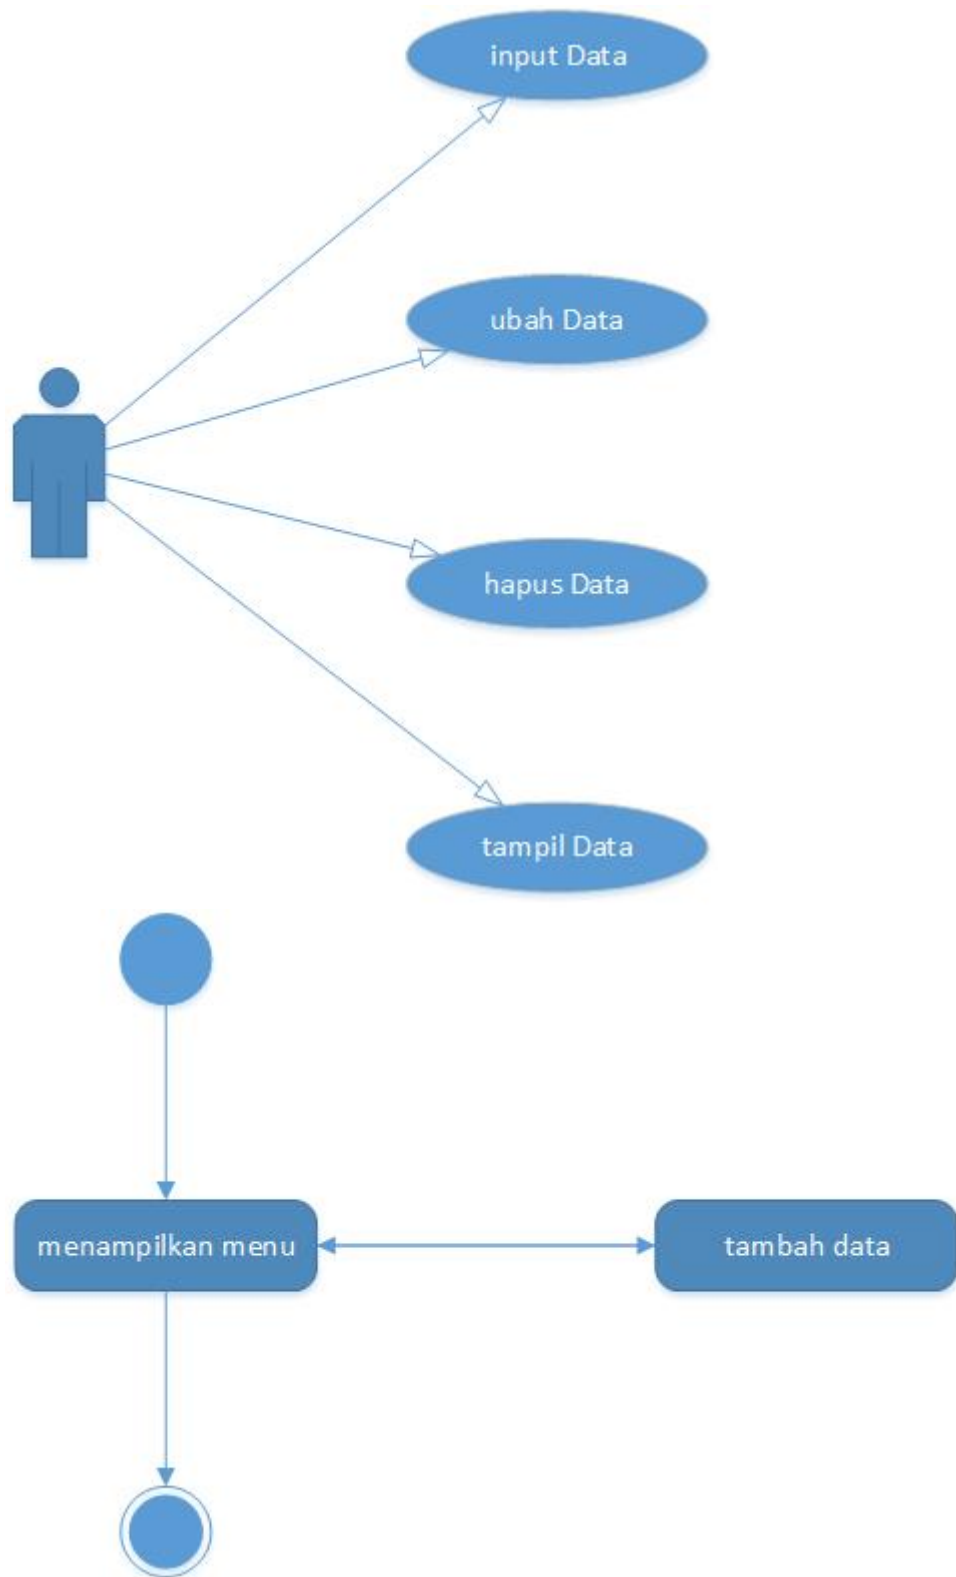 input Data
ubah Data
hapus Data
tampil Data
menampilkan menu
tambah data